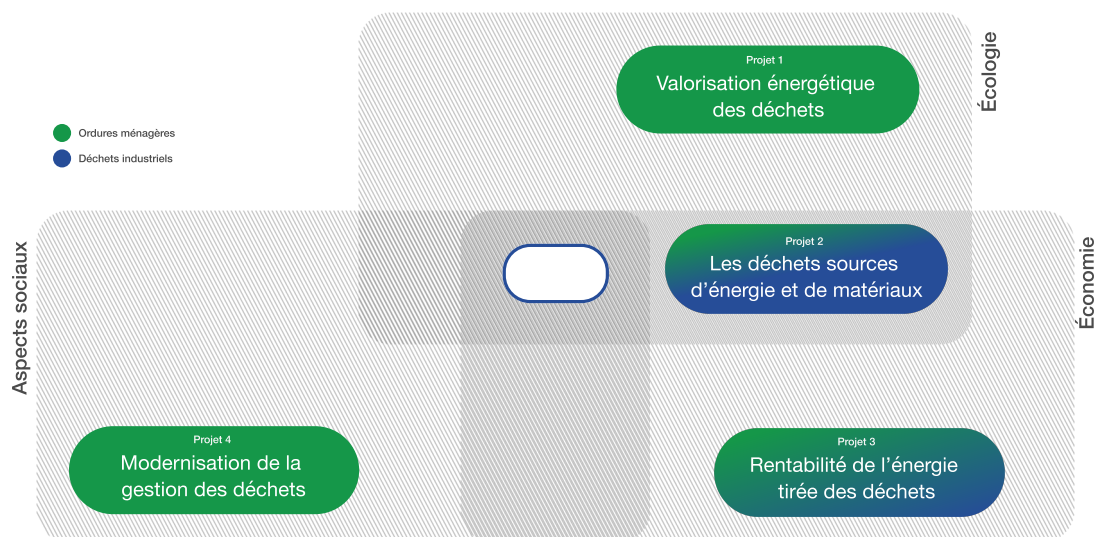 Écologie
Projet 1
Valorisation énergétique
des déchets
Ordures ménagères
Déchets industriels
Aspects sociaux
Économie
Projet 2
Les déchets sources
d’énergie et de matériaux
Projet 4
Modernisation de la
gestion des déchets
Projet 3
Rentabilité de l’énergie
tirée des déchets